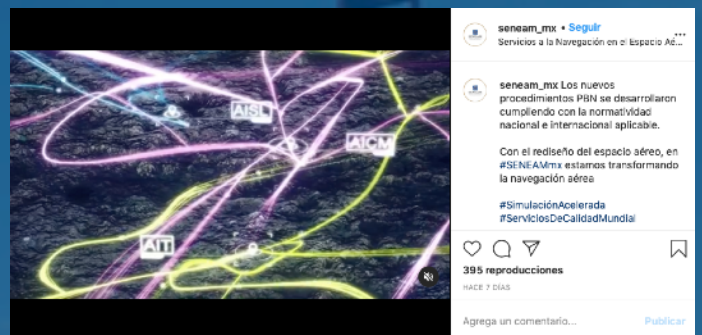 AISL
AICM
AIT
seneam_mx • Seguir
Servicios a la Navegación en el Espacio Aé...
seneam_mx Los nuevos
procedimientos PBN se desarrollaron
cumpliendo con la normatividad
nacional e internacional aplicable.
Con el rediseño del espacio aéreo, en
#SENEAMmx estamos transformando
la navegación aérea
#SimulaciónAcelerada
#ServiciosDeCalidadMundial
395 reproducciones
HACE 7 DÍAS
Agrega un comentario...
Publicar